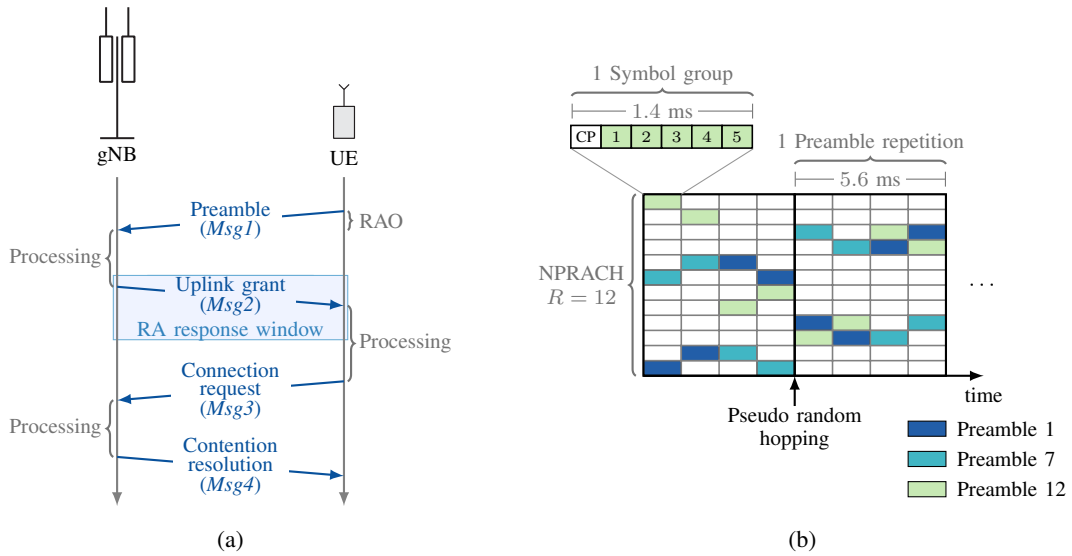 gNB
UE
Preamble
(Msg1)
RAO
Processing
Uplink grant
(Msg2)
RA response window
Processing
Connection
request
(Msg3)
Processing
Contention
resolution
(Msg4)
(a)
1 Symbol group
1.4 ms
CP 1 2 3 4 5
1 Preamble repetition
5.6 ms
NPRACH
R = 12
. . .
time
Pseudo random
hopping
Preamble 1
Preamble 7
Preamble 12
(b)